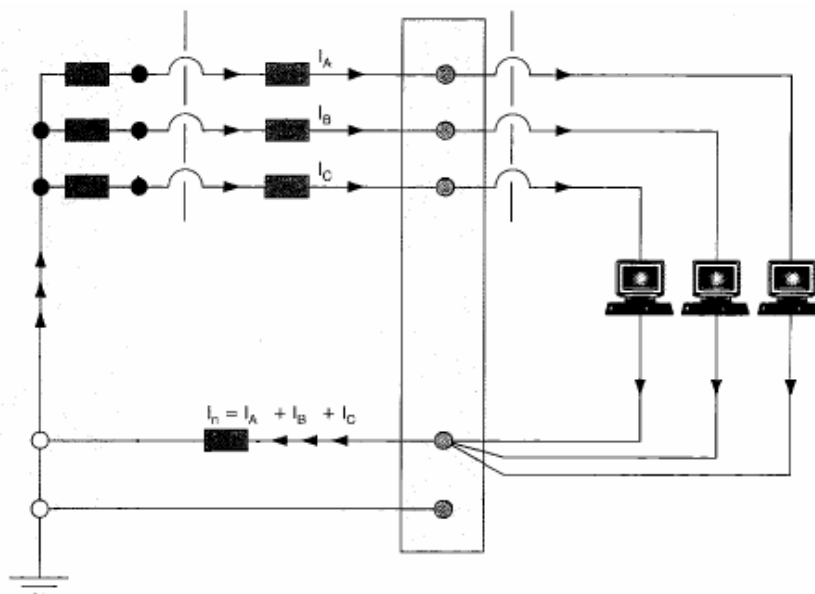 I_A
I_B
I_C
I_n = I_A + I_B + I_C